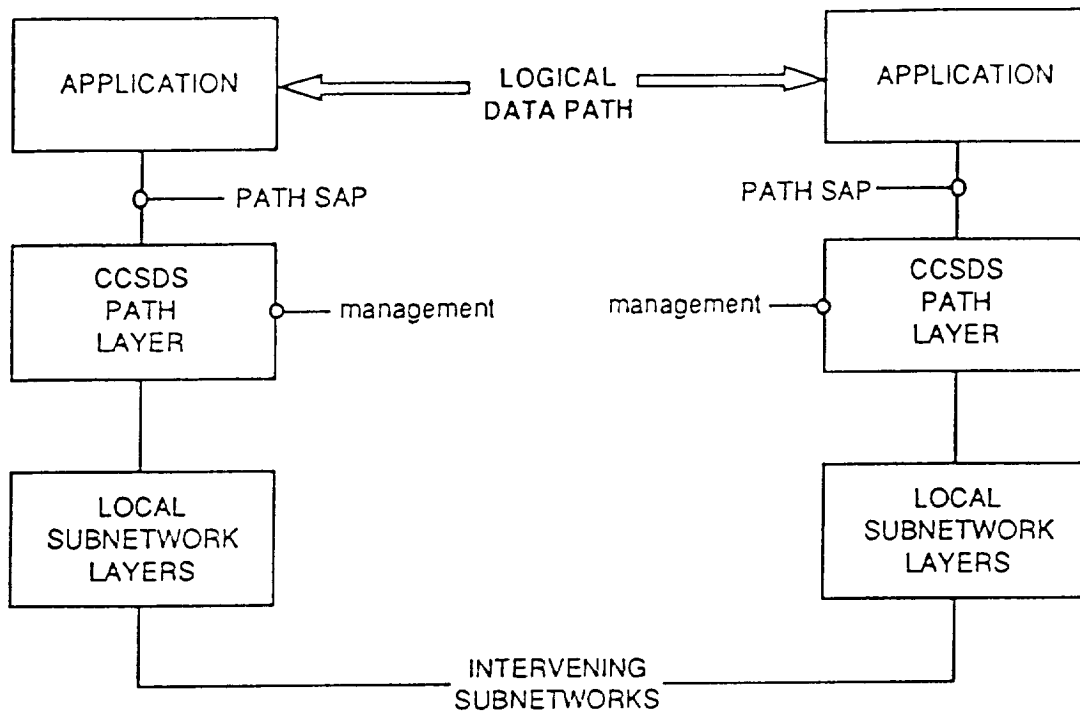 APPLICATION
LOGICAL
DATA PATH
APPLICATION
PATH SAP
PATH SAP
CCSDS
PATH
LAYER
management
management
CCSDS
PATH
LAYER
LOCAL
SUBNETWORK
LAYERS
LOCAL
SUBNETWORK
LAYERS
INTERVENING
SUBNETWORKS